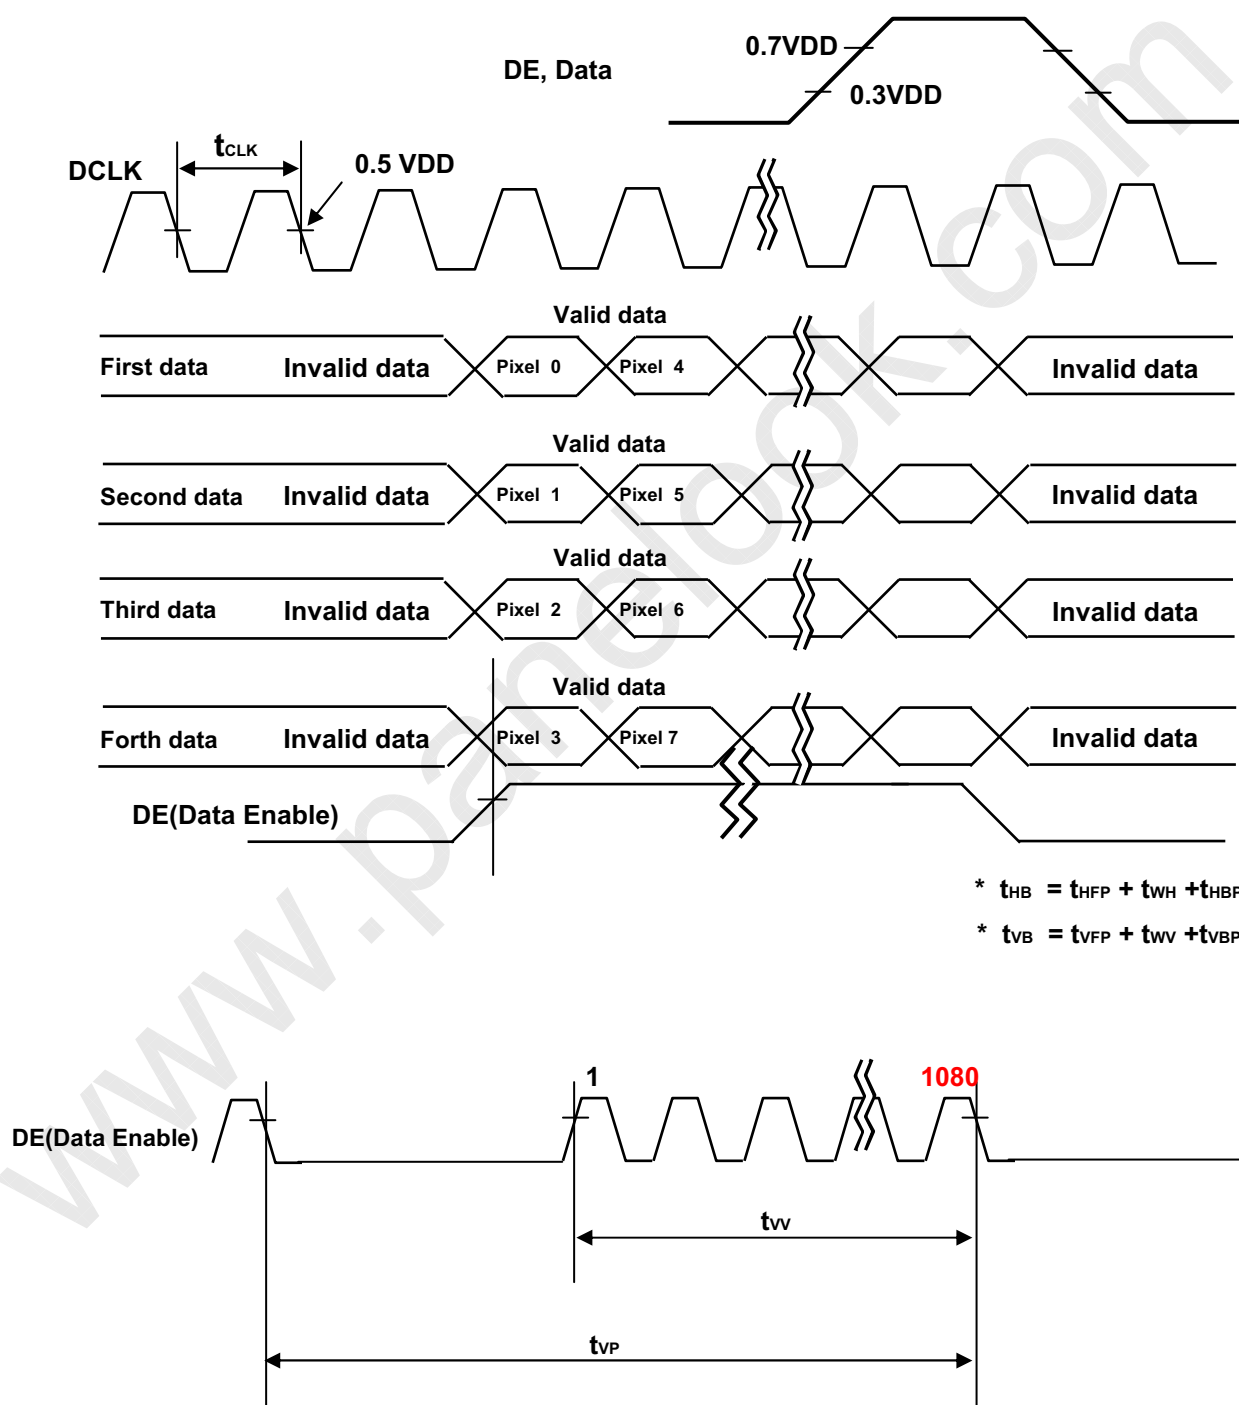 0.7VDD
DE, Data
0.3VDD
tCLK
DCLK
0.5 VDD
Valid data
First data Invalid data Pixel 0 Pixel 4 Invalid data
Valid data
Second data Invalid data Pixel 1 Pixel 5 Invalid data
Valid data
Third data Invalid data Pixel 2 Pixel 6 Invalid data
Valid data
Forth data Invalid data Pixel 3 Pixel 7 Invalid data
DE(Data Enable)
* tHB = tHFP + tWH +tHBP
* tVB = tVFP + tWV +tVBP
1 1080
DE(Data Enable)
tVV
tVP
www.panelook.com